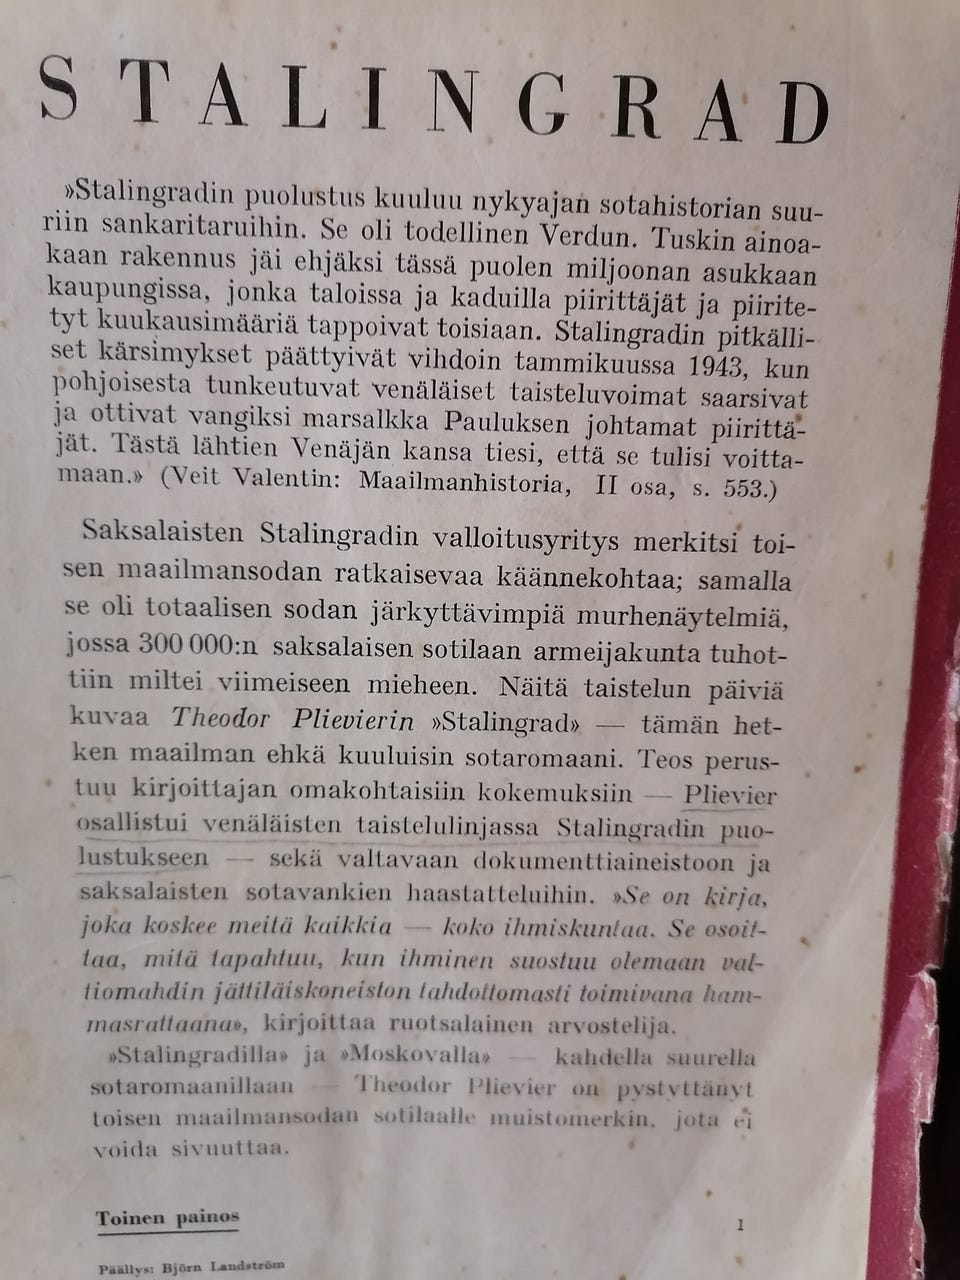 STALINGRAD
»Stalingradin puolustus kuuluu nykyajan sotahistorian suu-
riin sankaritaruihin. Se oli todellinen Verdun. Tuskin ainoa-
kaan rakennus jäi ehjäksi tässä puolen miljoonan asukkaan
kaupungissa, jonka taloissa ja kaduilla piirittäjät ja piirite-
tyt kuukausimääriä tappoivat toisiaan. Stalingradin pitkälli-
set kärsimykset päättyivät vihdoin tammikuussa 1943, kun
pohjoisesta tunkeutuvat venäläiset taisteluvoimat saarsivat
ja ottivat vangiksi marsalkka Pauluksen johtamat piirittä-
jät. Tästä lähtien Venäjän kansa tiesi, että se tulisi voitta-
maan.» (Veit Valentin: Maailmanhistoria, II osa, s. 553.)
Saksalaisten Stalingradin valloitusyritys merkitsi toi-
sen maailmansodan ratkaisevaa käännekohtaa; samalla
se oli totaalisen sodan järkyttävimpiä murhenäytelmiä,
jossa 300 000:n saksalaisen sotilaan armeijakunta tuhot-
tiin miltei viimeiseen mieheen. Näitä taistelun päiviä
kuvaa Theodor Plievierin »Stalingrad» — tämän het-
ken maailman ehkä kuuluisin sotaromaani. Teos perus-
tuu kirjoittajan omakohtaisiin kokemuksiin — Plievier
osallistui venäläisten taistelulinjassa Stalingradin puo-
lustukseen — sekä valtavaan dokumenttiaineistoon ja
saksalaisten sotavankien haastatteluihin. »Se on kirja,
joka koskee meitä kaikkia — koko ihmiskuntaa. Se osoit-
taa, mitä tapahtuu, kun ihminen suostuu olemaan val-
tiomahdin jättiläiskoneiston tahdottomasti toimivana ham-
masrattaana», kirjoittaa ruotsalainen arvostelija.
»Stalingradilla» ja »Moskovalla» — kahdella suurella
sotaromaanillaan — Theodor Plievier on pystyttänyt
toisen maailmansodan sotilaalle muistomerkin, jota ei
voida sivuuttaa.
Toinen painos
1
Päällys: Björn Landström